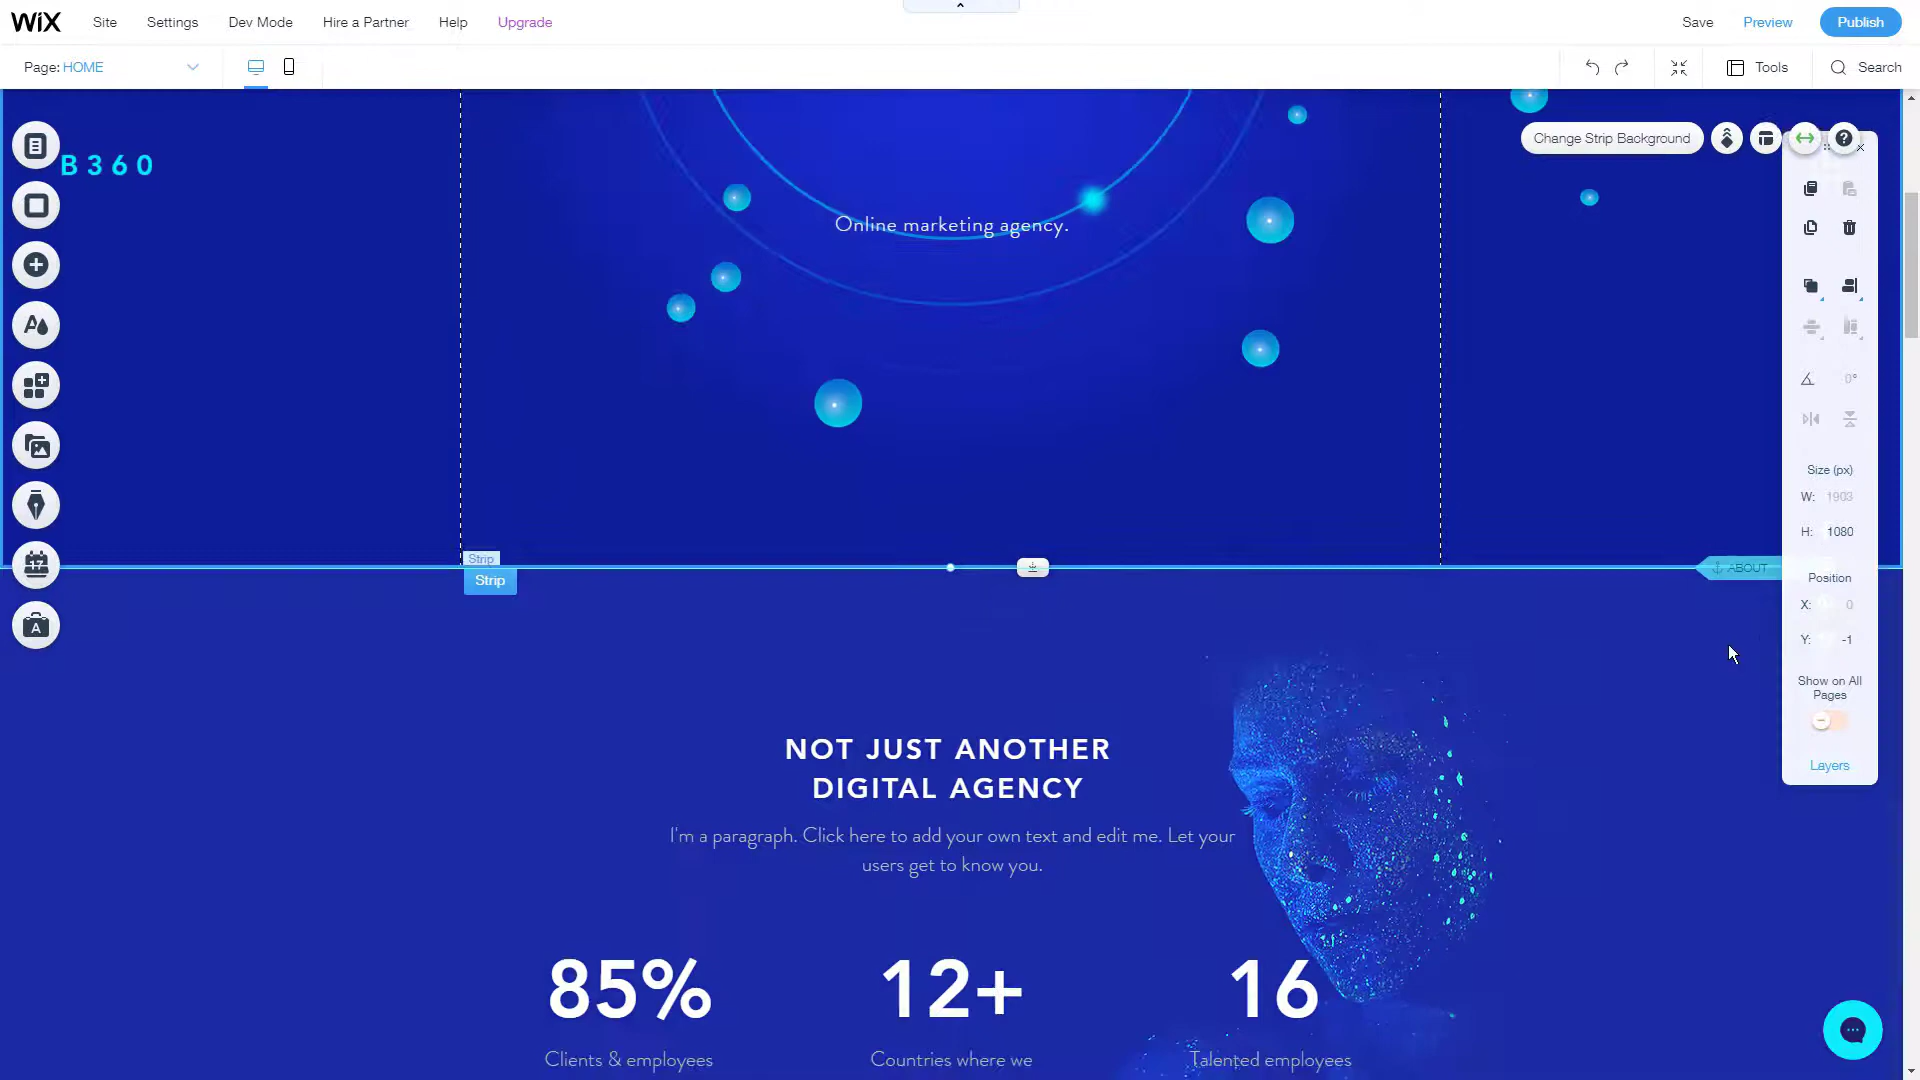 WiX
Site
Settings
Dev Mode
Hire a Partner
Help
Upgrade
Save
Preview
Publish
Page: HOME
Tools
Search
Change Strip Background
B360
Online marketing agency.
0°
Size (px)
W: 1903
H: 1080
Strip
Strip
ABOUT
Position
X: 0
Y: -1
Show on All
Pages
Layers
17
A
NOT JUST ANOTHER
DIGITAL AGENCY
I'm a paragraph. Click here to add your own text and edit me. Let your
users get to know you.
85%
12+
16
Clients & employees
Countries where we
Talented employees